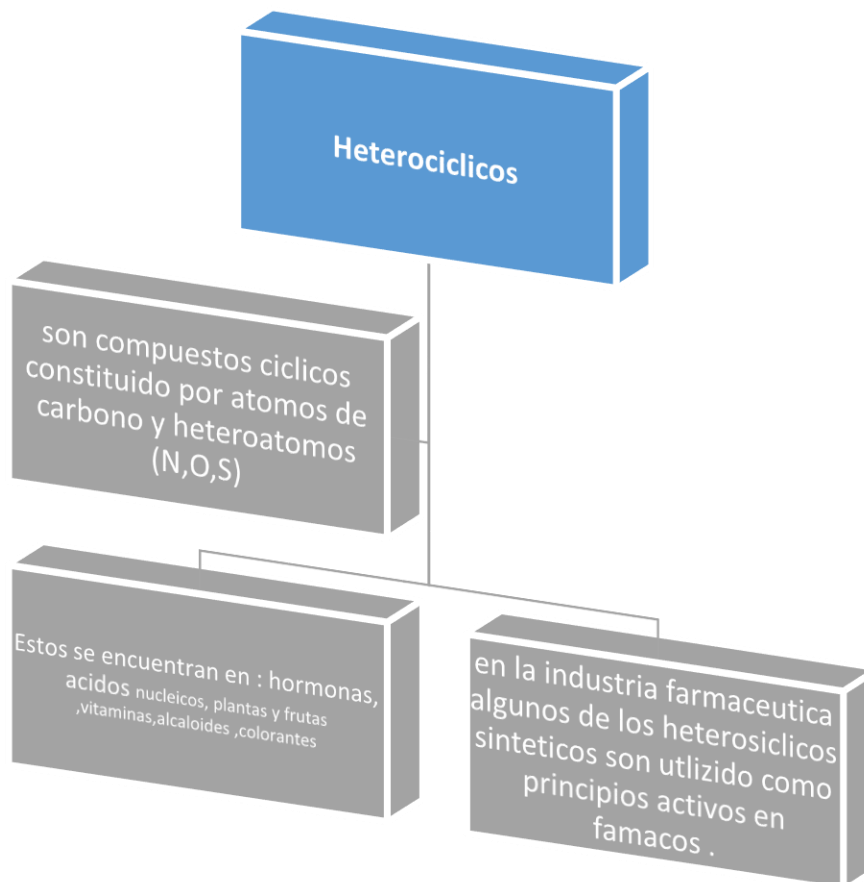 Heterociclicos
son compuestos ciclicos
constituido por atomos de
carbono y heteroatomos
(N,O,S)
Estos se encuentran en : hormonas,
acidos nucleicos, plantas y frutas
,vitaminas,alcaloides ,colorantes
en la industria farmaceutica
algunos de los heterosiclicos
sinteticos son utlizido como
principios activos en
famacos .